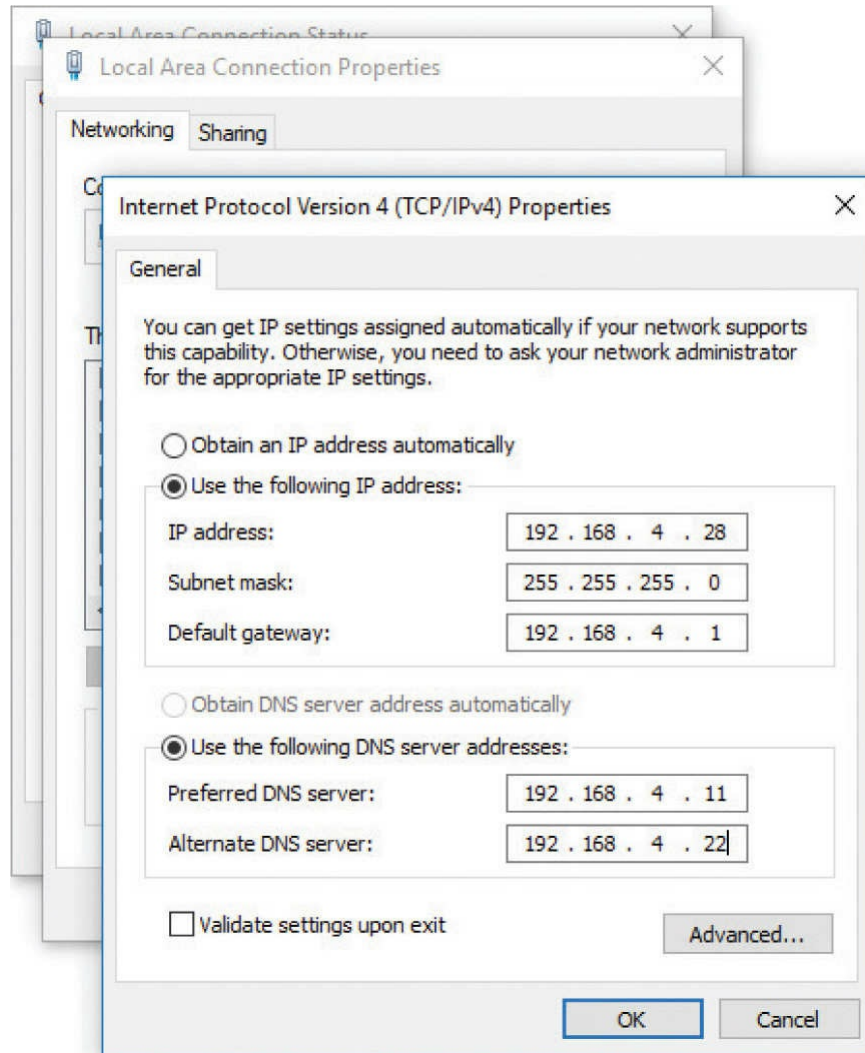 Local Area Connection Status
Local Area Connection Properties
Networking Sharing
Internet Protocol Version 4 (TCP/IPv4) Properties
General
You can get IP settings assigned automatically if your network supports
this capability. Otherwise, you need to ask your network administrator
for the appropriate IP settings.
Obtain an IP address automatically
Use the following IP address:
IP address: 192 . 168 . 4 . 28
Subnet mask: 255 . 255 . 255 . 0
Default gateway: 192 . 168 . 4 . 1
Obtain DNS server address automatically
Use the following DNS server addresses:
Preferred DNS server: 192 . 168 . 4 . 11
Alternate DNS server: 192 . 168 . 4 . 22
Validate settings upon exit
Advanced...
OK Cancel